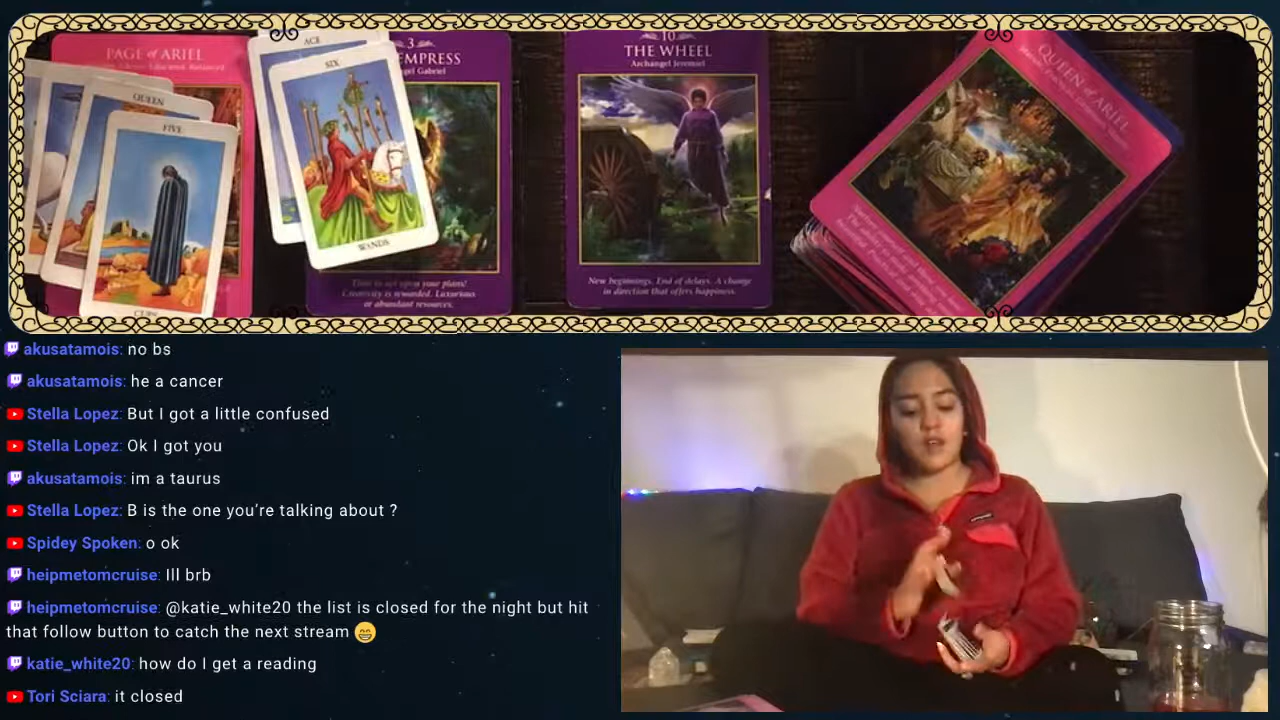 PAGE of ARIEL
Educated. Balanced.
QUEEN
FIVE
CUPS
ACE
SIX
WANDS
3
EMPRESS
Gabriel
Time to act upon your plans!
Creativity is rewarded. Luxurious
or abundant resources.
10
THE WHEEL
Archangel Jeremiel
New beginnings. End of delays. A change
in direction that offers happiness.
QUEEN of ARIEL
akusatamois: no bs
akusatamois: he a cancer
Stella Lopez: But I got a little confused
Stella Lopez: Ok I got you
akusatamois: im a taurus
Stella Lopez: B is the one you’re talking about ?
Spidey Spoken: o ok
heipmetomcruise: Ill brb
heipmetomcruise: @katie_white20 the list is closed for the night but hit
that follow button to catch the next stream 😄
katie_white20: how do I get a reading
Tori Sciara: it closed